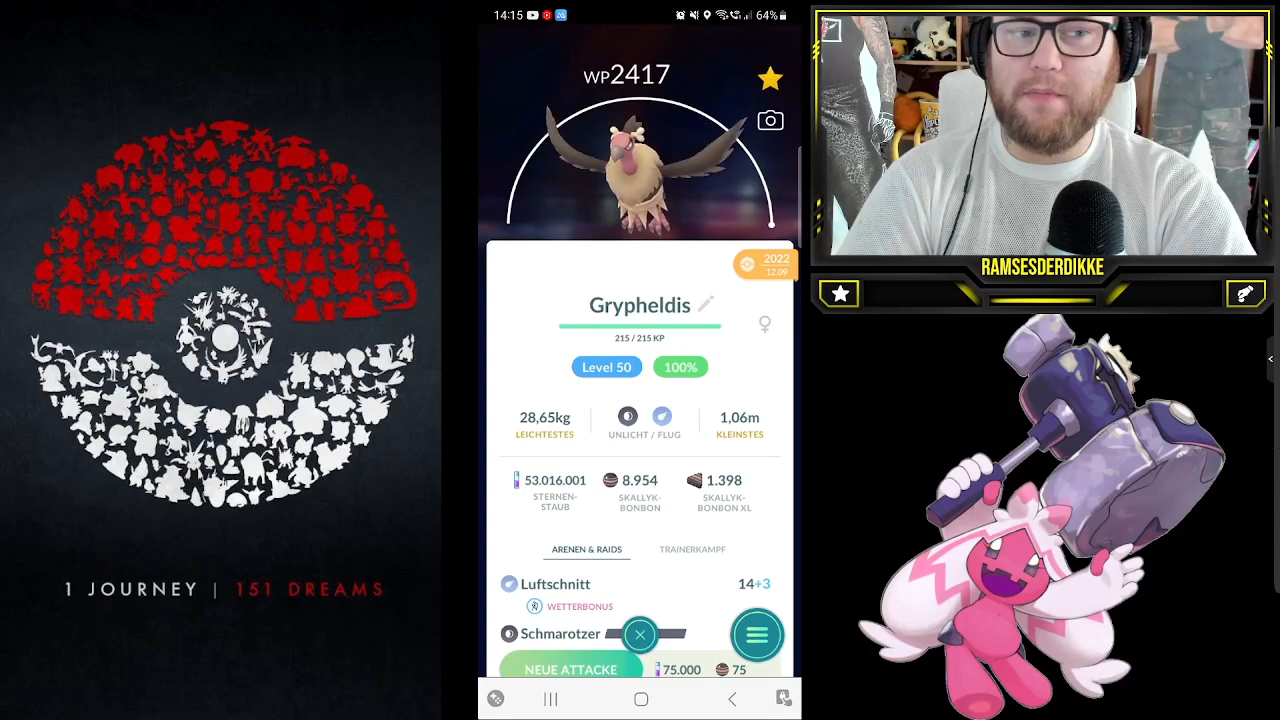 14:15
64%
WP2417
2022
12.09
Grypheldis
215 / 215 KP
Level 50
100%
28,65kg
1,06m
LEICHTESTES
UNLICHT / FLUG
KLEINSTES
53.016.001
8.954
1.398
STERNEN-
STAUB
SKALLYK-
BONBON
SKALLYK-
BONBON XL
ARENEN & RAIDS
TRAINERKAMPF
Luftschnitt
14+3
WETTERBONUS
Schmarotzer
NEUE ATTACKE
75.000
75
1 JOURNEY | 151 DREAMS
RAMSESDERDIKKE